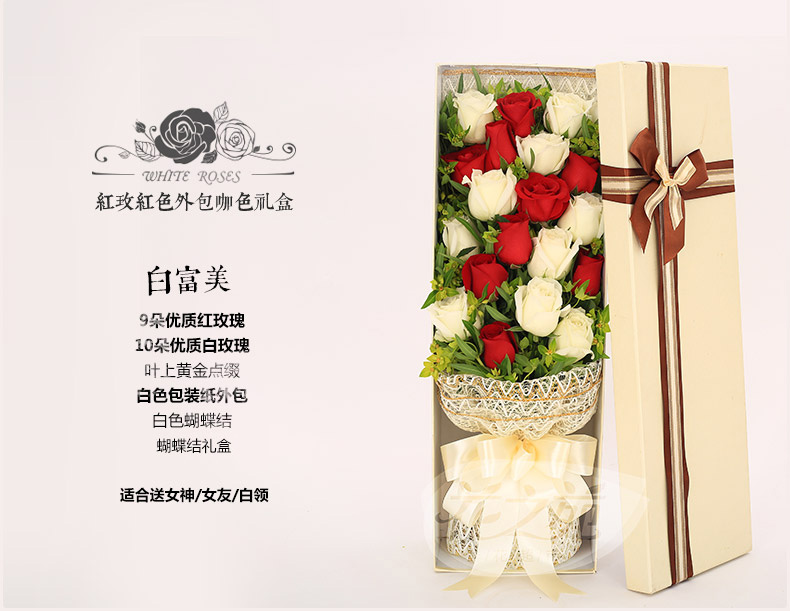 WHITE ROSES
紅玫紅色外包咖色礼盒
白富美
9朵优质红玫瑰
10朵优质白玫瑰
叶上黄金点缀
白色包装纸外包
白色蝴蝶结
蝴蝶结礼盒
适合送女神/女友/白领